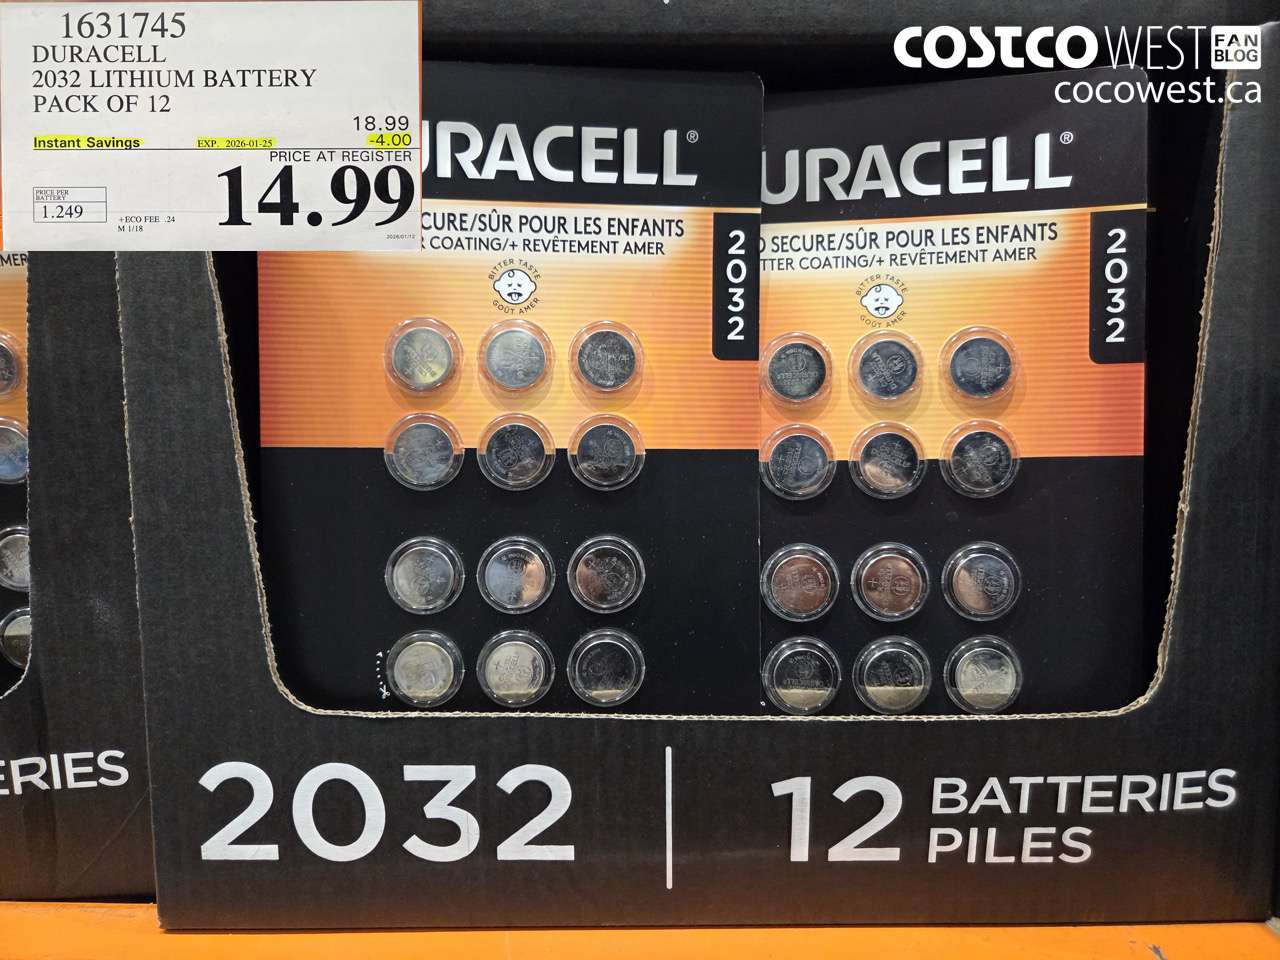 1631745
DURACELL
2032 LITHIUM BATTERY
PACK OF 12
18.99
Instant Savings EXP. 2026-01-25 -4.00
PRICE AT REGISTER
14.99
PRICE PER
BATTERY
1.249
+ECO FEE .24
M 1/18
2026/01/12
COSTCO WEST FAN BLOG
cocowest.ca
URACELL®
CURE/SÛR POUR LES ENFANTS
COATING/+ REVÊTEMENT AMER
BITTER TASTE
GOÛT AMER
2032
URACELL®
SECURE/SÛR POUR LES ENFANTS
TTER COATING/+ REVÊTEMENT AMER
BITTER TASTE
GOÛT AMER
2032
MER
ERIES
2032
12 BATTERIES
PILES